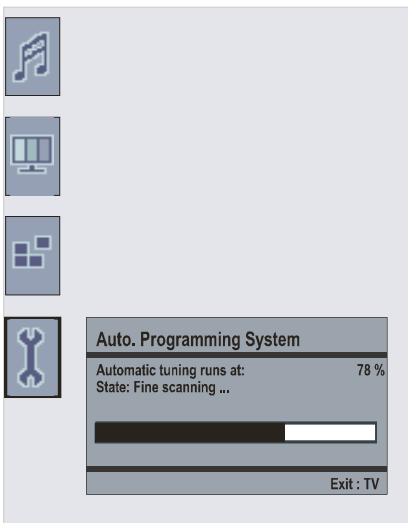 Auto. Programming System
Automatic tuning runs at: 78 %
State: Fine scanning ...
Exit : TV